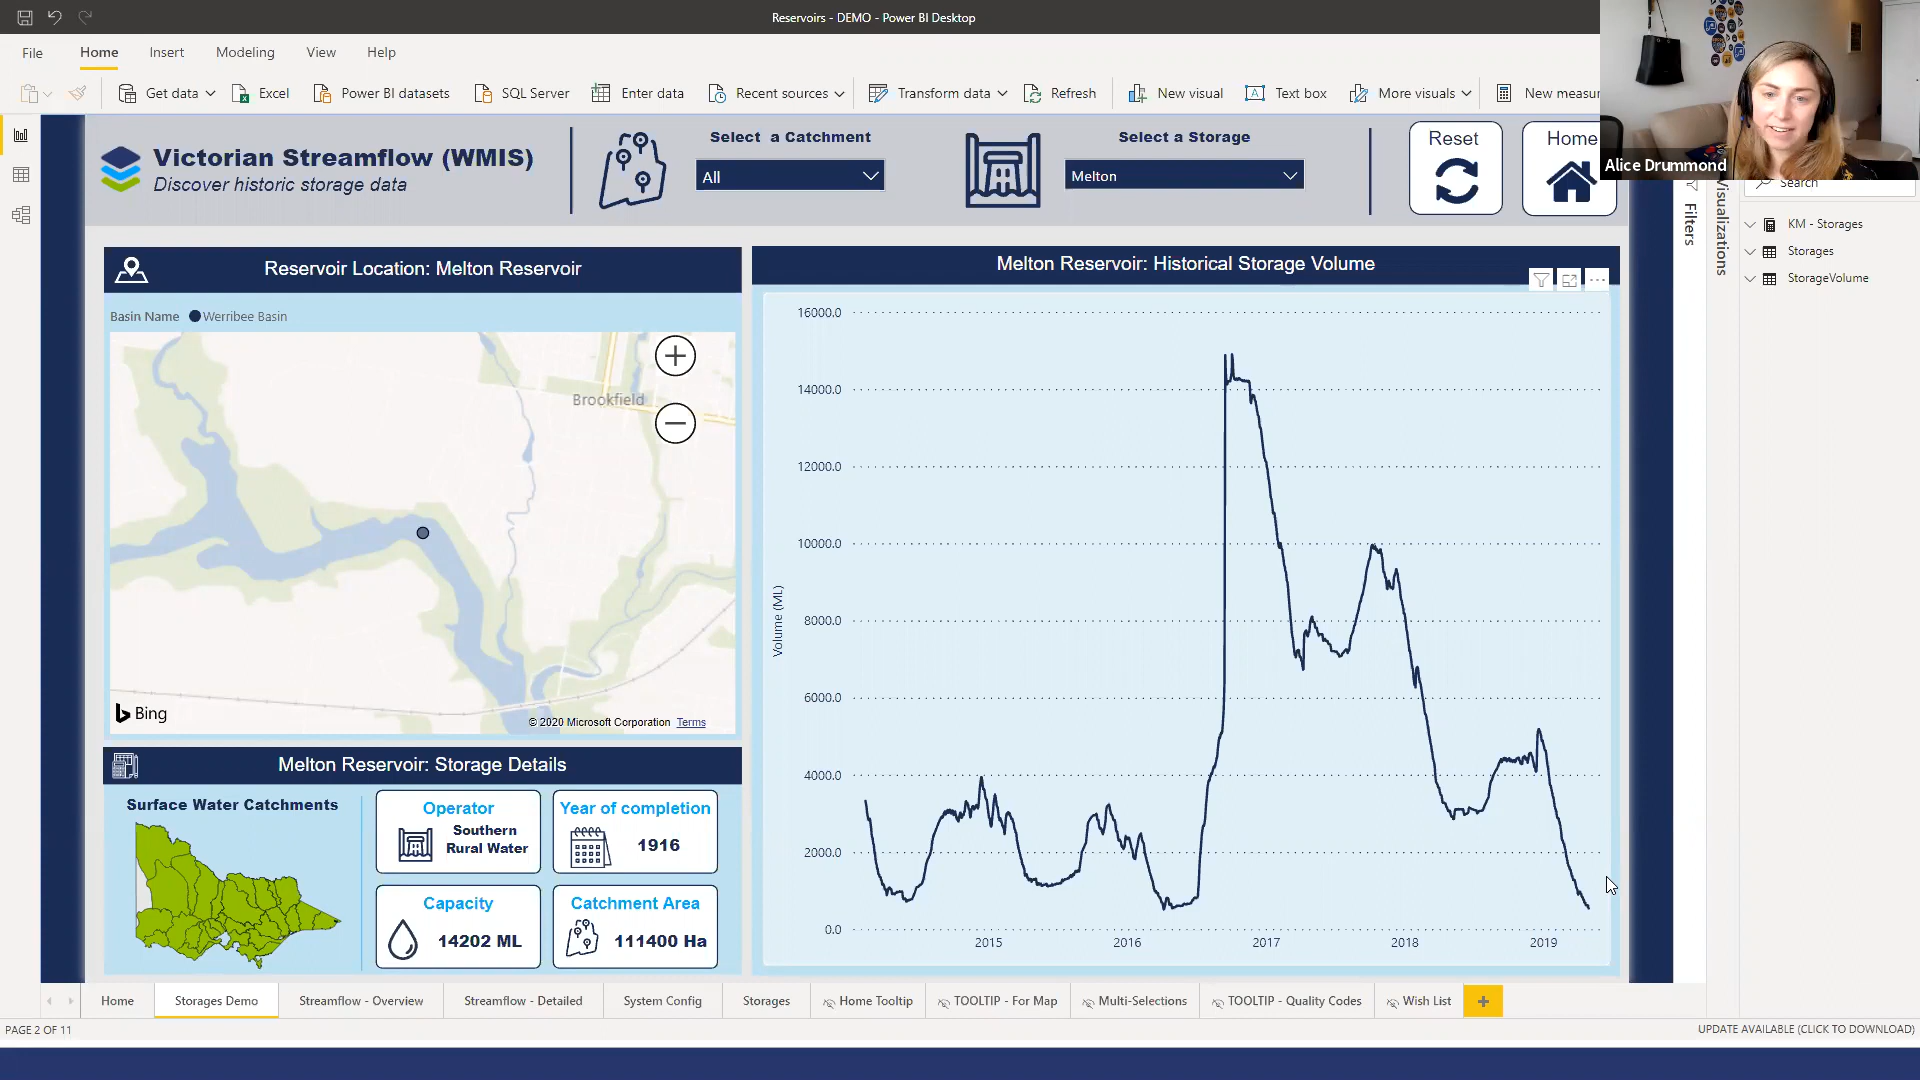 Reservoirs - DEMO - Power BI Desktop
File
Home
Insert
Modeling
View
Help
Get data
Excel
Power BI datasets
SQL Server
Enter data
Recent sources
Transform data
Refresh
New visual
Text box
More visuals
New measu
Alice Drummond
Victorian Streamflow (WMIS)
Discover historic storage data
Select a Catchment
All
Select a Storage
Melton
Reset
Home
Filters
Visualizations
Search
KM - Storages
Storages
StorageVolume
Reservoir Location: Melton Reservoir
Basin Name
Werribee Basin
Brookfield
Bing
© 2020 Microsoft Corporation Terms
Melton Reservoir: Historical Storage Volume
Volume (ML)
16000.0
14000.0
12000.0
10000.0
8000.0
6000.0
4000.0
2000.0
0.0
2015
2016
2017
2018
2019
Melton Reservoir: Storage Details
Surface Water Catchments
Operator
Southern
Rural Water
Year of completion
1916
Capacity
14202 ML
Catchment Area
111400 Ha
Home
Storages Demo
Streamflow - Overview
Streamflow - Detailed
System Config
Storages
Home Tooltip
TOOLTIP - For Map
Multi-Selections
TOOLTIP - Quality Codes
Wish List
PAGE 2 OF 11
UPDATE AVAILABLE (CLICK TO DOWNLOAD)